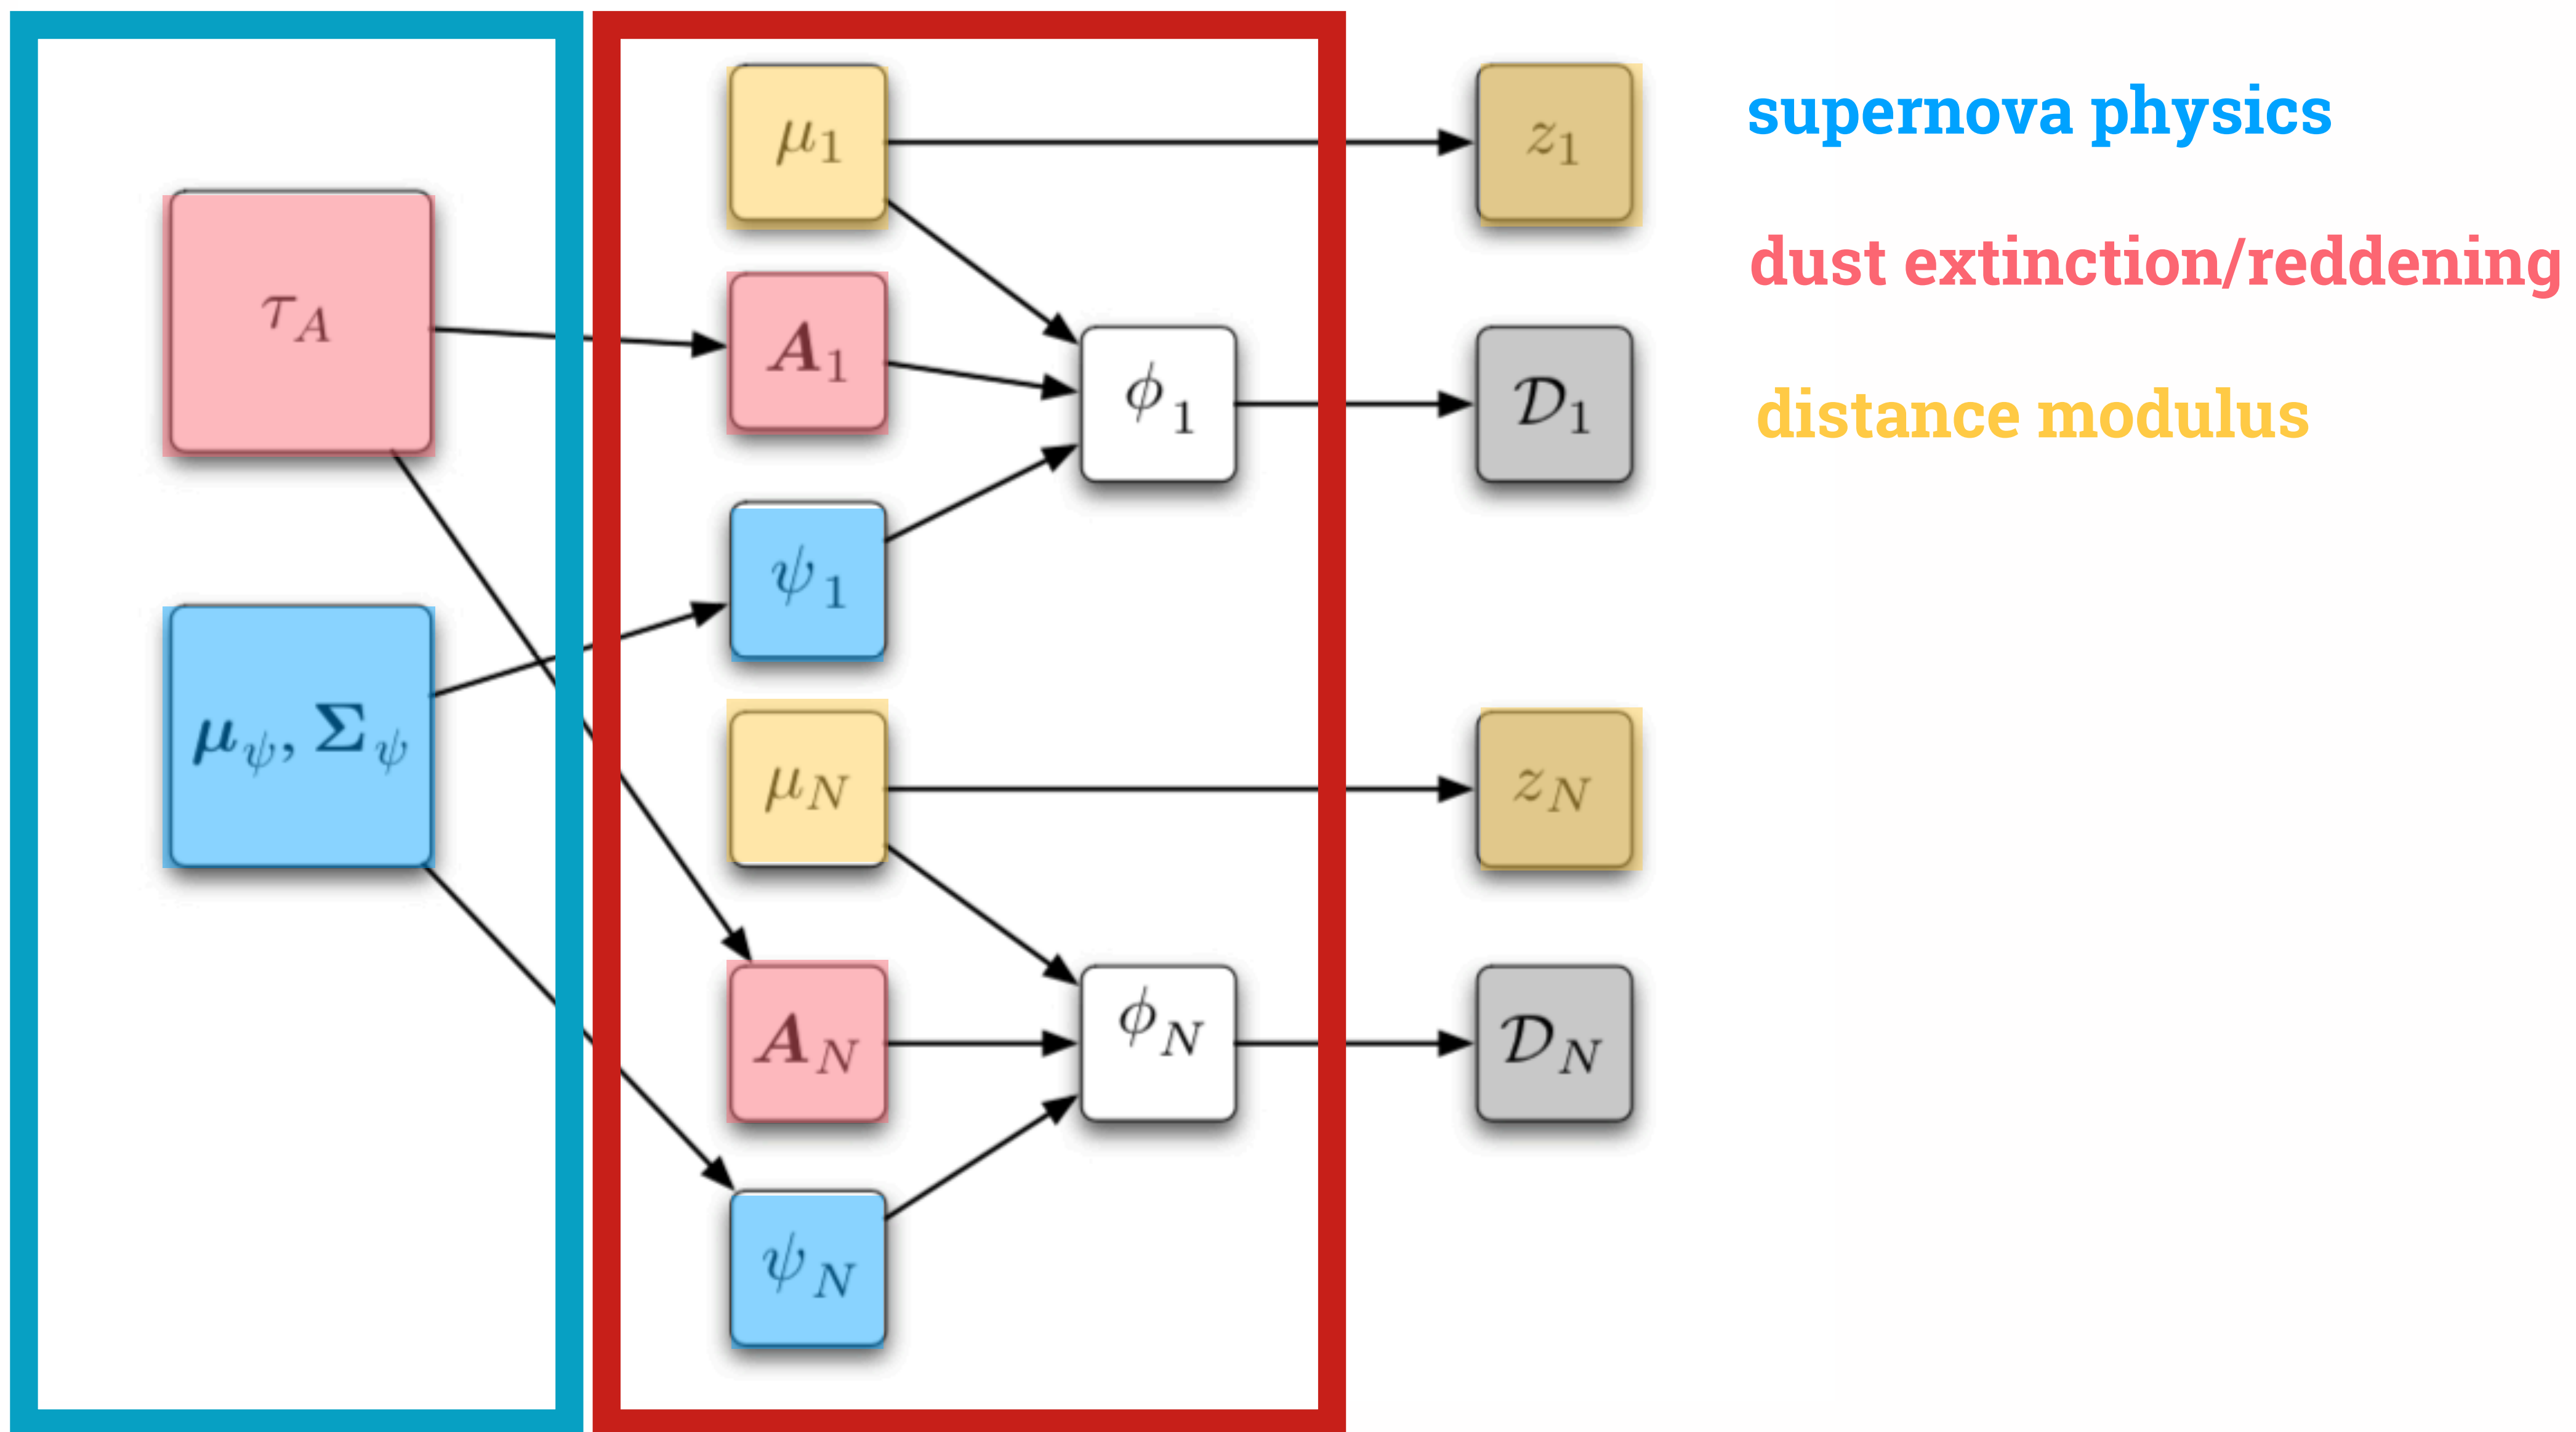 τ_A
μ_ψ, Σ_ψ
μ_1
A_1
ψ_1
μ_N
A_N
ψ_N
φ_1
φ_N
z_1
𝒟_1
z_N
𝒟_N
supernova physics
dust extinction/reddening
distance modulus